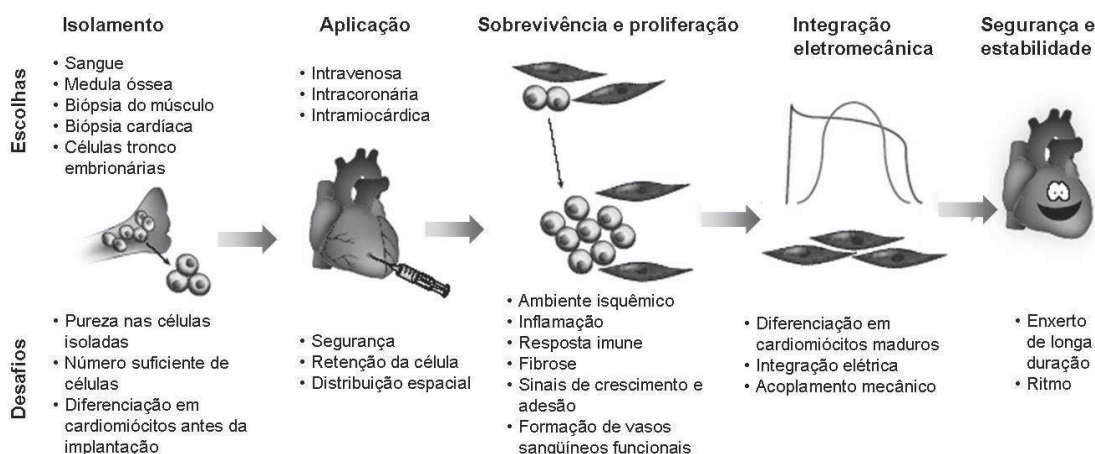 Isolamento
Aplicação
Sobrevivência e proliferação
Integração
eletromecânica
Segurança e
estabilidade
Escolhas
• Sangue
• Medula óssea
• Biópsia do músculo
• Biópsia cardíaca
• Células tronco
embrionárias
• Intravenosa
• Intracoronária
• Intramiocárdica
Desafios
• Pureza nas células
isoladas
• Número suficiente de
células
• Diferenciação em
cardiomiócitos antes da
implantação
• Segurança
• Retenção da célula
• Distribuição espacial
• Ambiente isquêmico
• Inflamação
• Resposta imune
• Fibrose
• Sinais de crescimento e
adesão
• Formação de vasos
sangüíneos funcionais
• Diferenciação em
cardiomiócitos maduros
• Integração elétrica
• Acoplamento mecânico
• Enxerto
de longa
duração
• Ritmo